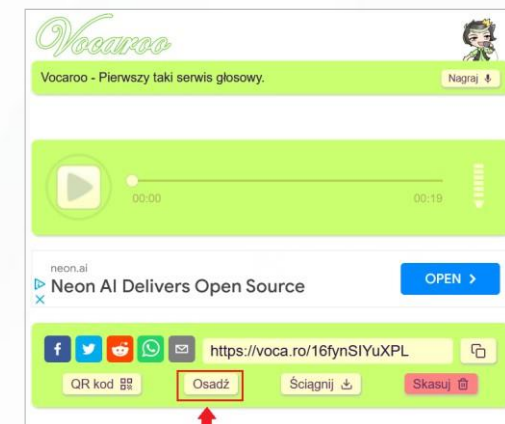 Vocaroo
Vocaroo - Pierwszy taki serwis głosowy.
Nagraj
00:00
00:19
neon.ai
Neon AI Delivers Open Source
OPEN >
https://voca.ro/16fynSIYuXPL
QR kod
Osadź
Ściągnij
Skasuj